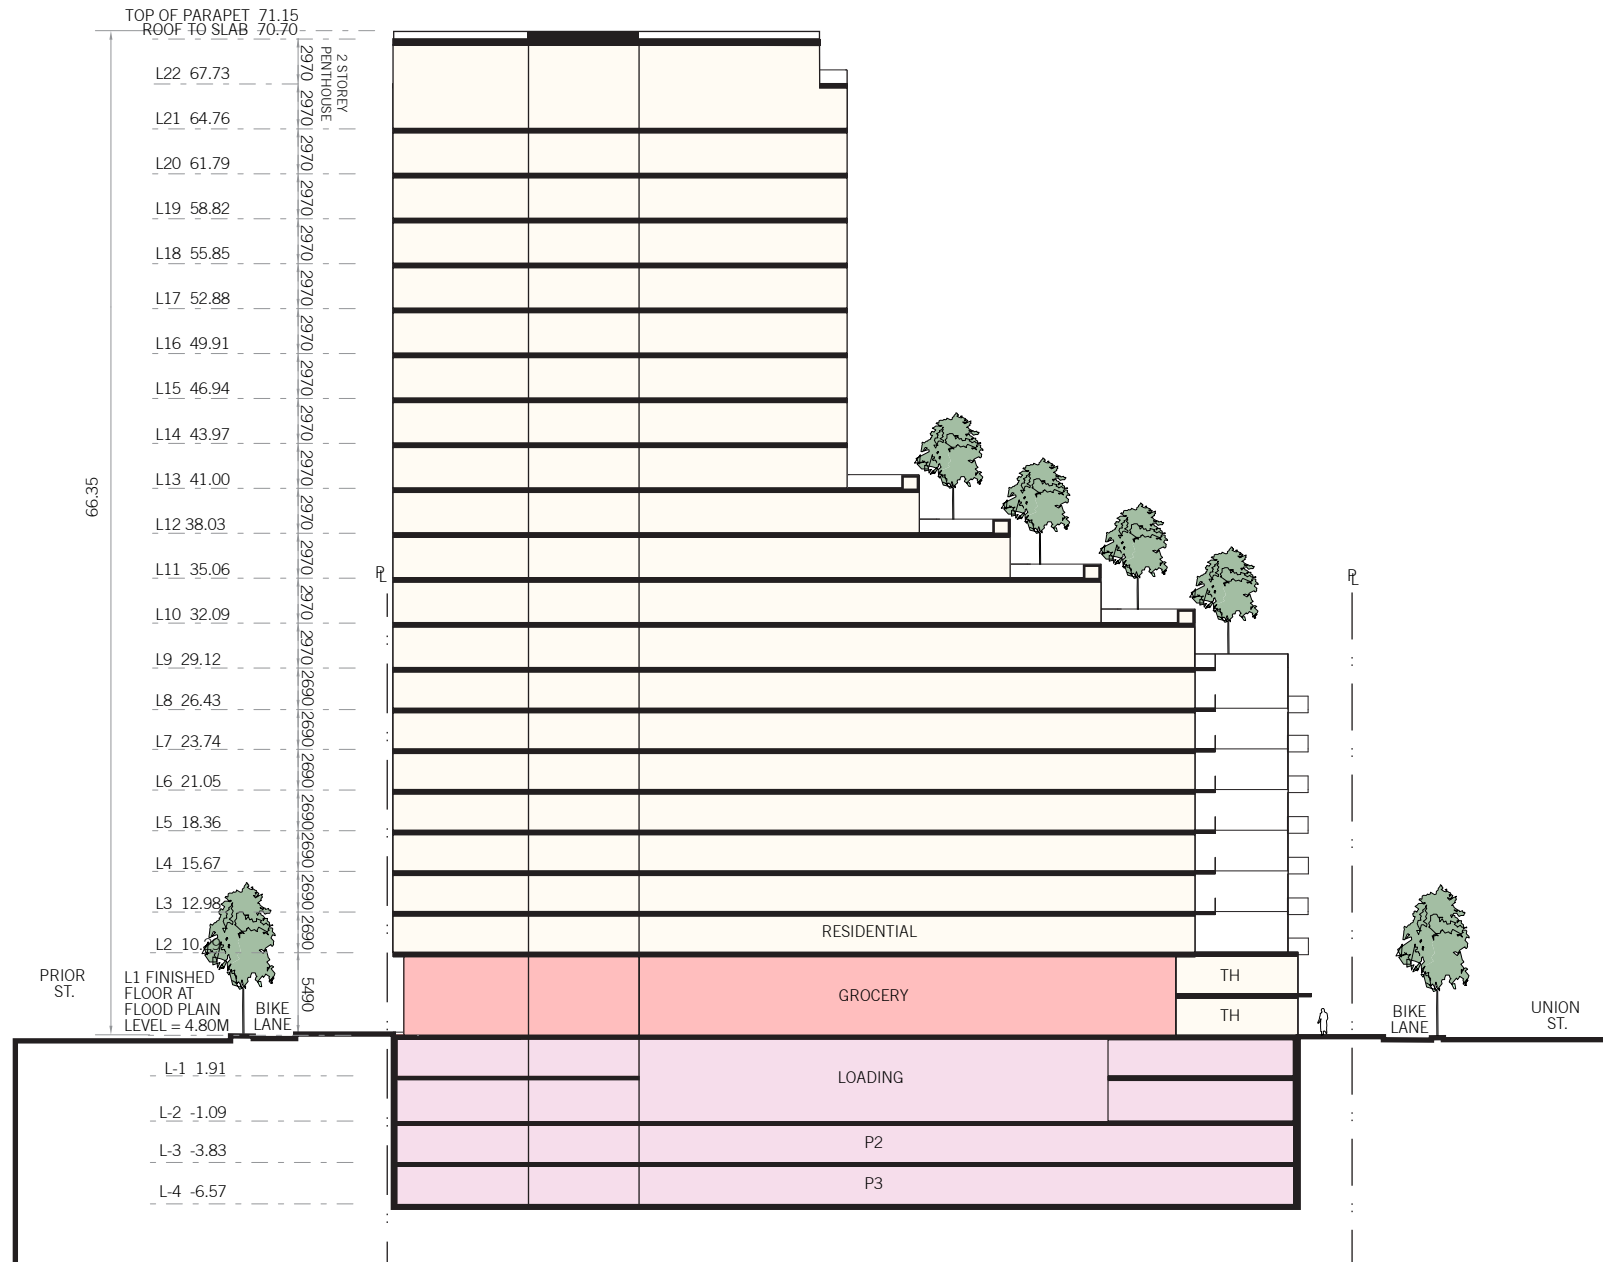 TOP OF PARAPET 71.15
ROOF TO SLAB 70.70
2 STOREY
PENTHOUSE
2970
L22 67.73
2970
L21 64.76
2970
L20 61.79
2970
L19 58.82
2970
L18 55.85
2970
L17 52.88
2970
L16 49.91
2970
L15 46.94
2970
L14 43.97
2970
L13 41.00
2970
L12 38.03
2970
L11 35.06
2970
L10 32.09
2970
L9 29.12
2690
L8 26.43
2690
L7 23.74
2690
L6 21.05
2690
L5 18.36
2690
L4 15.67
2690
L3 12.98
2690
L2
5490
66.35
PL
PL
RESIDENTIAL
GROCERY
TH
TH
PRIOR
ST.
L1 FINISHED
FLOOR AT
FLOOD PLAIN
LEVEL = 4.80M
BIKE
LANE
BIKE
LANE
UNION
ST.
L-1 1.91
LOADING
L-2 -1.09
L-3 -3.83
P2
L-4 -6.57
P3